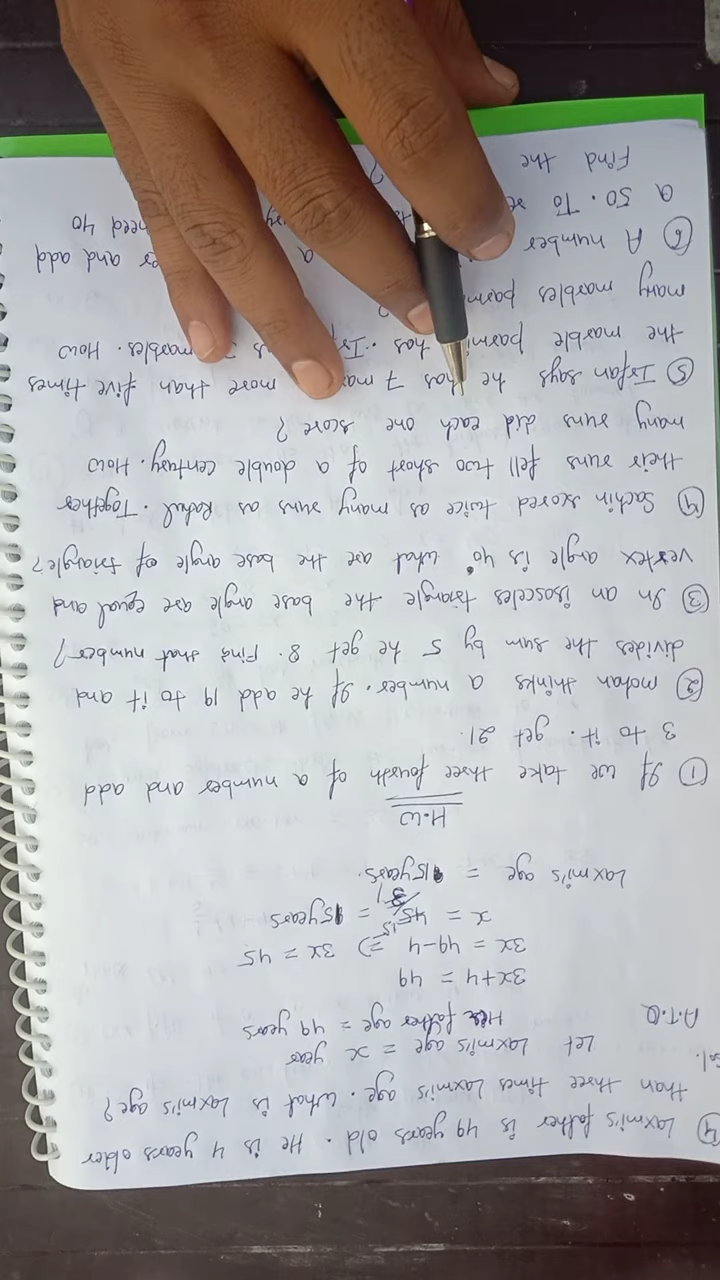 (4) Laxmi's father is 49 years old. He is 4 years older
than three times Laxmi's age. What is Laxmi's age?
Sol. Let Laxmi's age = x years
A.T.Q father age = 49 years
3x+4 = 49
3x = 49-4 => 3x = 45
x = 45/3 = 15 years
Laxmi's age = 15 years.
H.W
(1) If we take three fourth of a number and add
3 to it. get 21.
(2) mohan thinks a number. If he add 19 to it and
divides the sum by 5 he get 8. Find that number?
(3) In an isosceles triangle the base angle are equal and
vertex angle is 40° what are the base angle of triangle?
(4) Sachin scored twice as many runs as Rahul. Together
their runs fell two short of a double century. How
many runs did each one score?
(5) Irfan says he has 7 more than five times
the marble has. marbles. How
many marbles
(6) A number a and add
a 50. To need 40
Find the ?